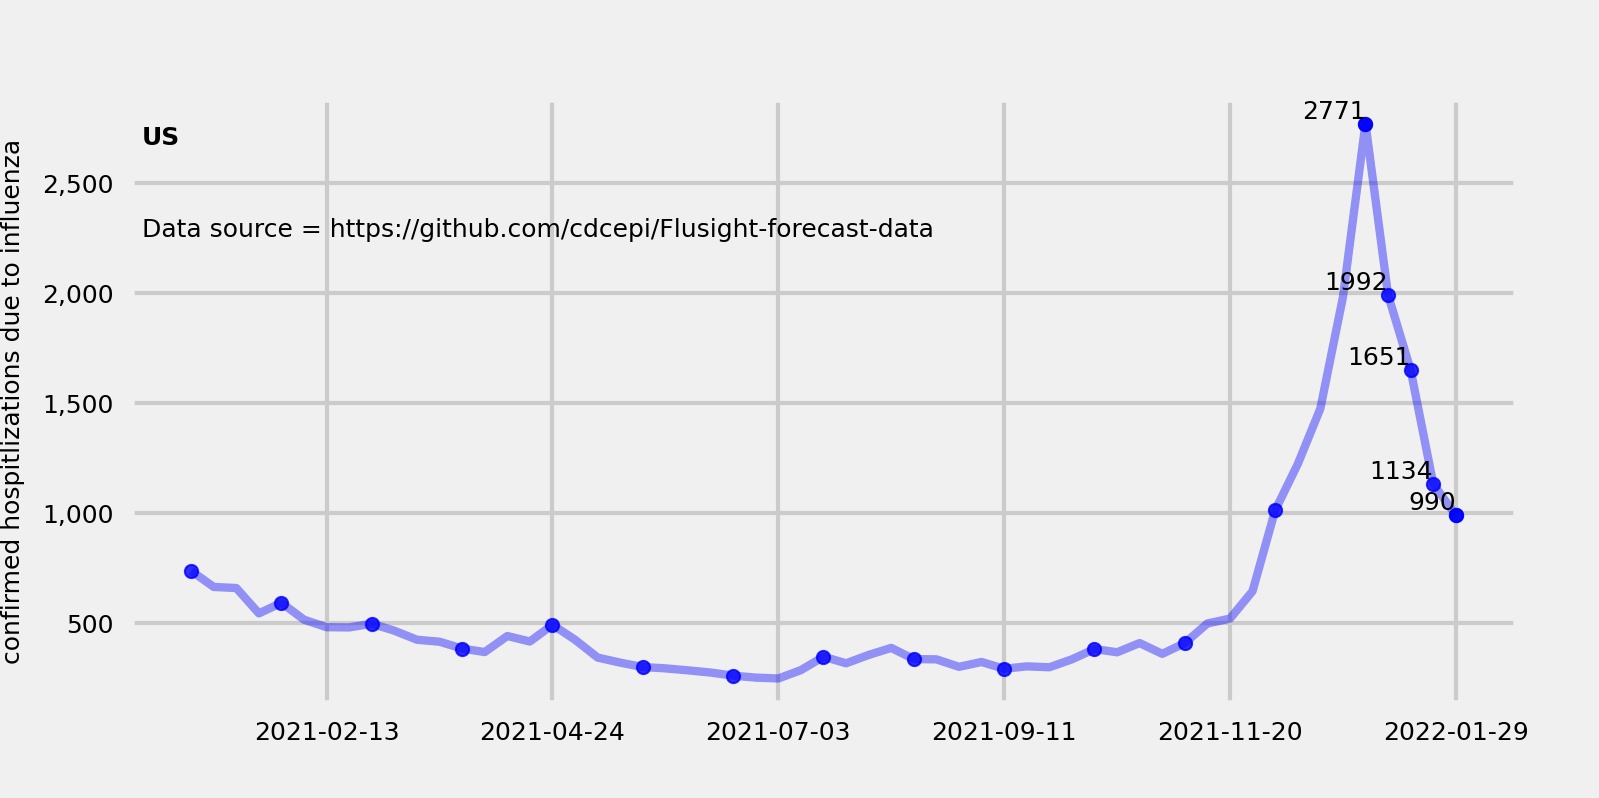 2771
US
confirmed hospitlizations due to influenza
2,500
Data source = https://github.com/cdcepi/Flusight-forecast-data
1992
2,000
1651
1,500
1134
990
1,000
500
2021-02-13 2021-04-24 2021-07-03 2021-09-11 2021-11-20 2022-01-29